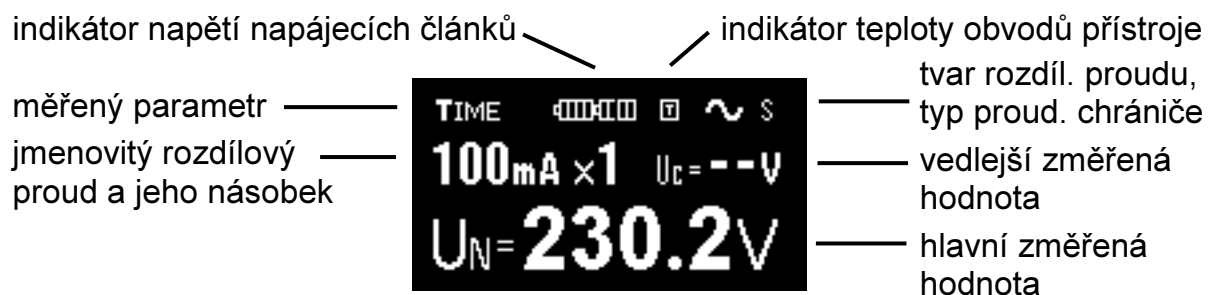 indikátor napětí napájecích článků
indikátor teploty obvodů přístroje
měřený parametr
jmenovitý rozdílový
proud a jeho násobek
TIME T S
100mA ×1 Uc=--V
UN=230.2V
tvar rozdíl. proudu,
typ proud. chrániče
vedlejší změřená
hodnota
hlavní změřená
hodnota